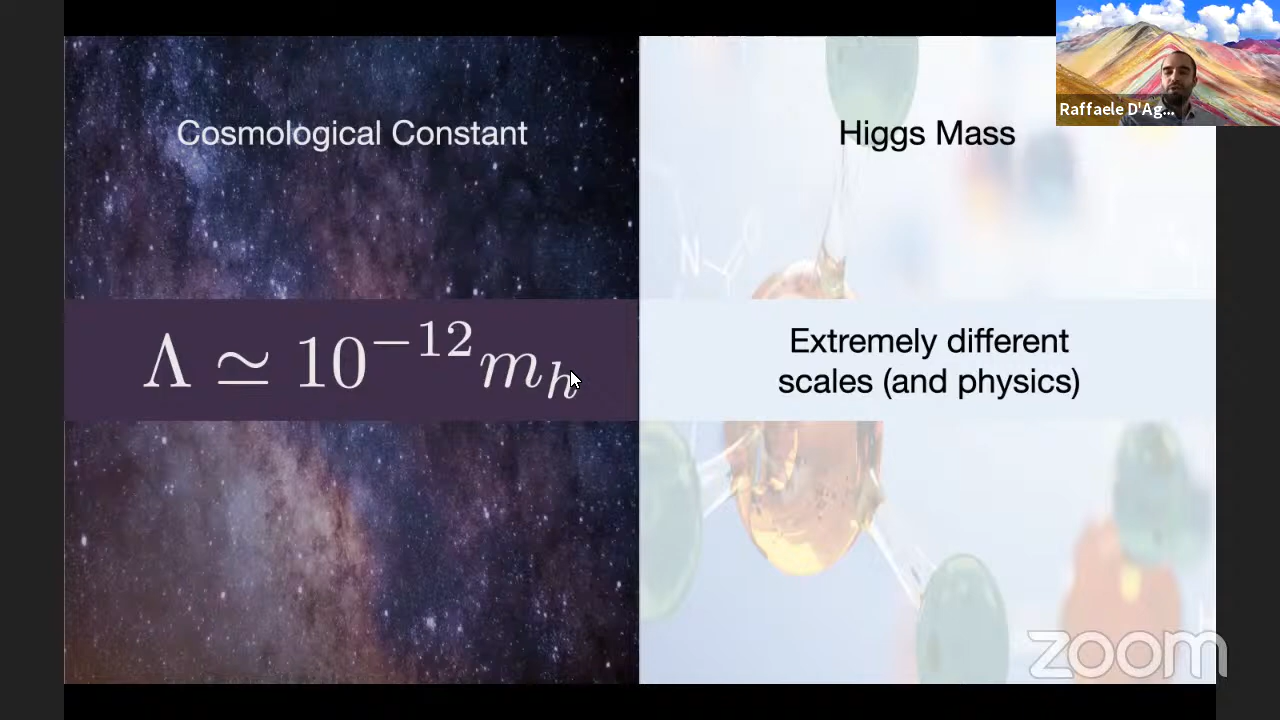 Cosmological Constant
Higgs Mass
Raffaele D'Ag...
N
O
Λ ≃ 10⁻¹² mₕ
Extremely different
scales (and physics)
zoom